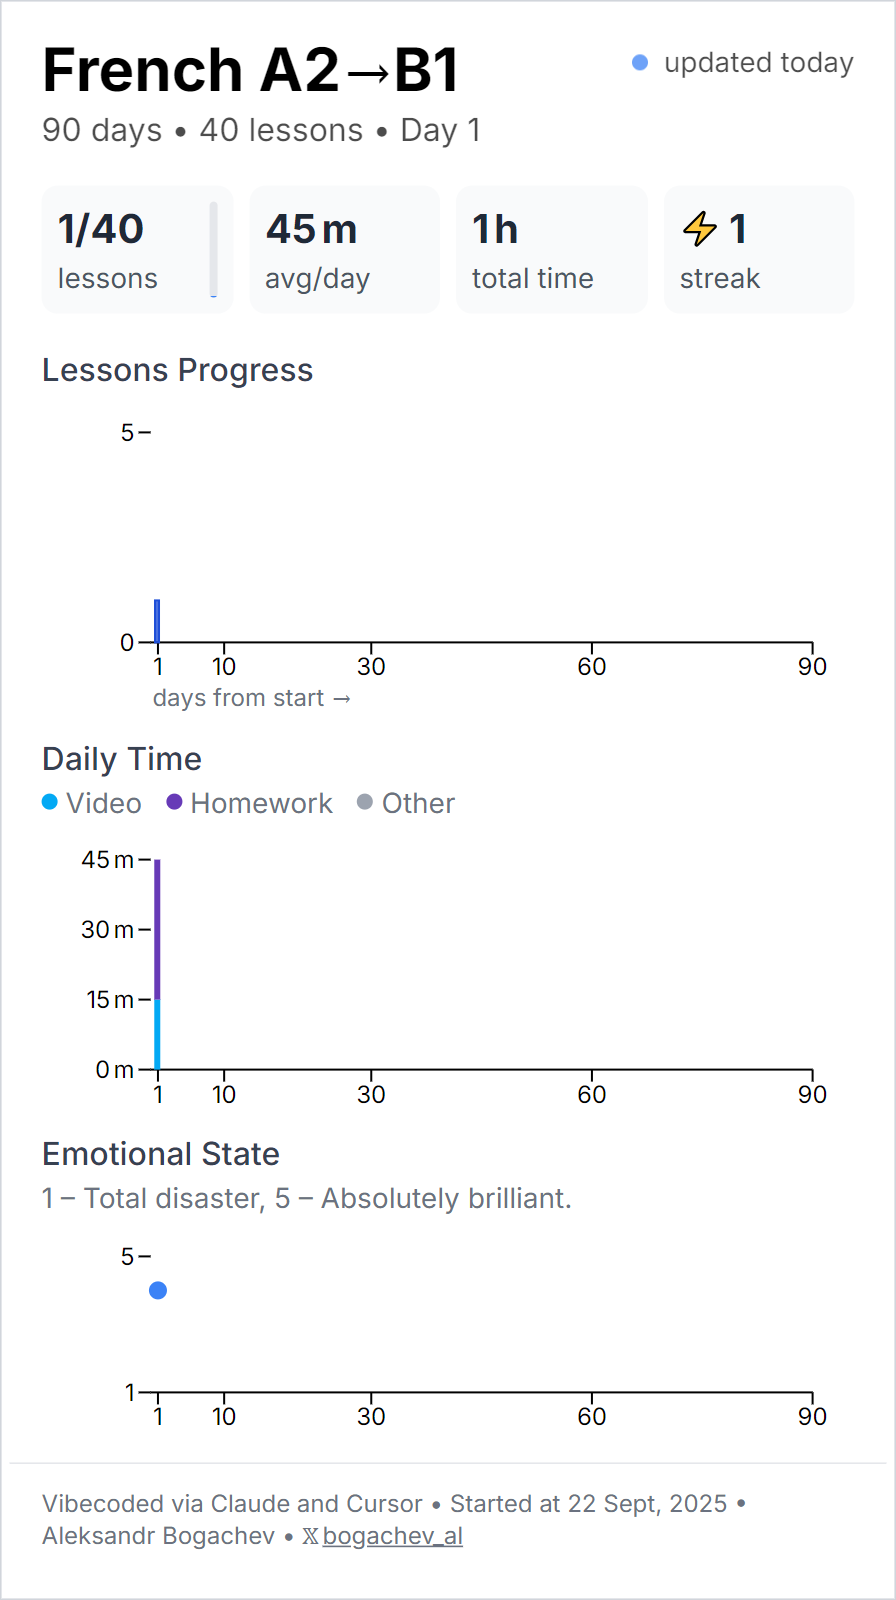 French A2→B1
updated today
90 days • 40 lessons • Day 1
1/40
lessons
45 m
avg/day
1 h
total time
⚡ 1
streak
Lessons Progress
5
0
1 10 30 60 90
days from start →
Daily Time
Video Homework Other
45 m
30 m
15 m
0 m
1 10 30 60 90
Emotional State
1 – Total disaster, 5 – Absolutely brilliant.
5
1
1 10 30 60 90
Vibecoded via Claude and Cursor • Started at 22 Sept, 2025 •
Aleksandr Bogachev • 𝕏 bogachev_al